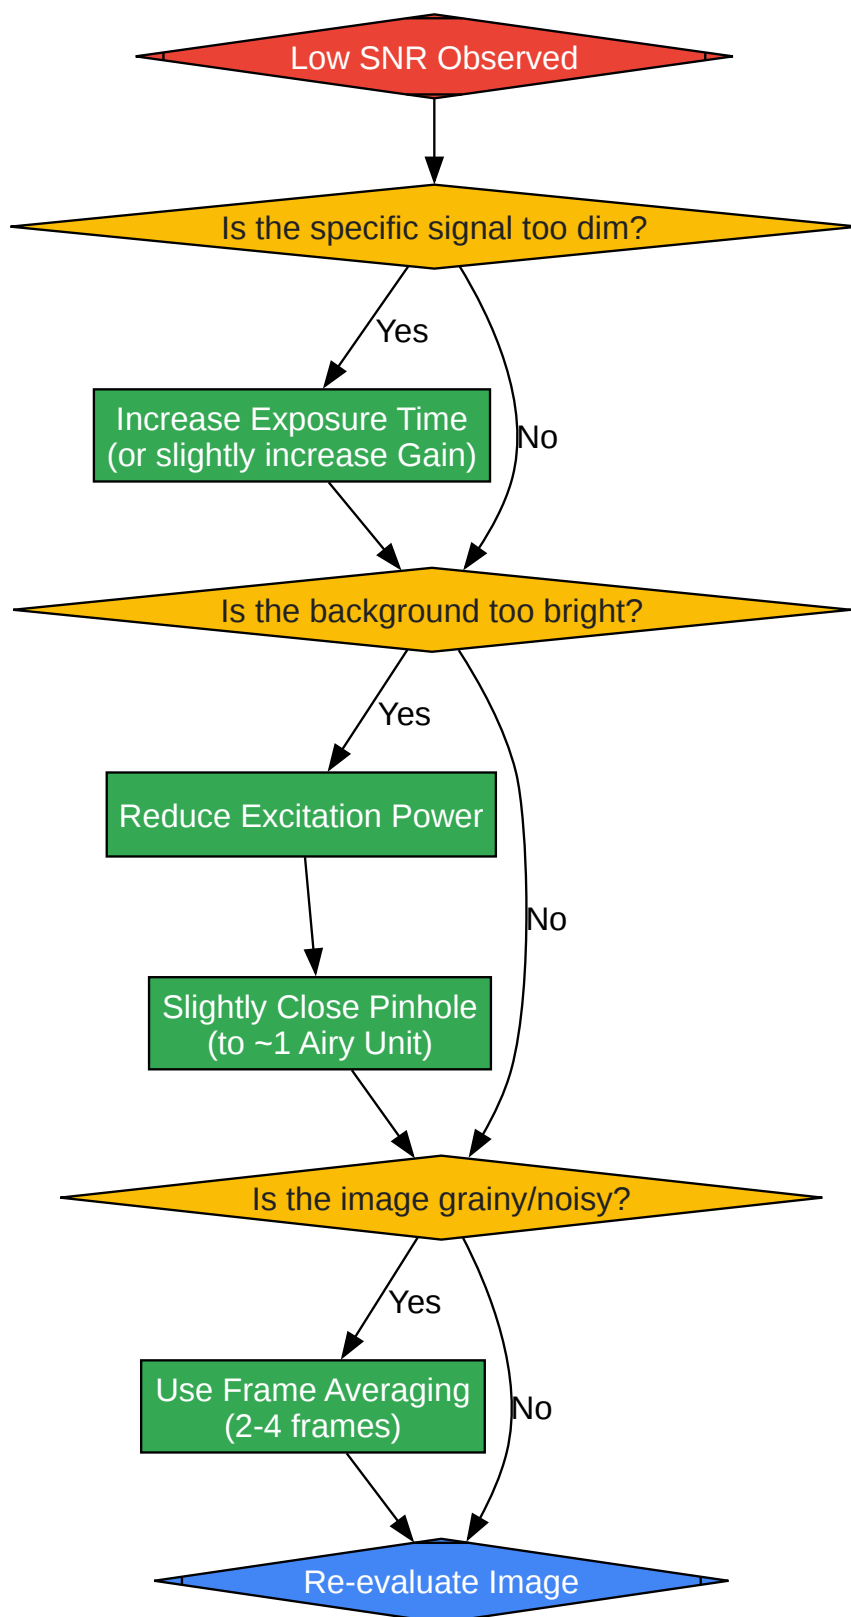 Low SNR Observed
Is the specific signal too dim?
Yes
Increase Exposure Time
(or slightly increase Gain)
No
Is the background too bright?
Yes
Reduce Excitation Power
No
Slightly Close Pinhole
(to ~1 Airy Unit)
Is the image grainy/noisy?
Yes
Use Frame Averaging
(2-4 frames)
No
Re-evaluate Image